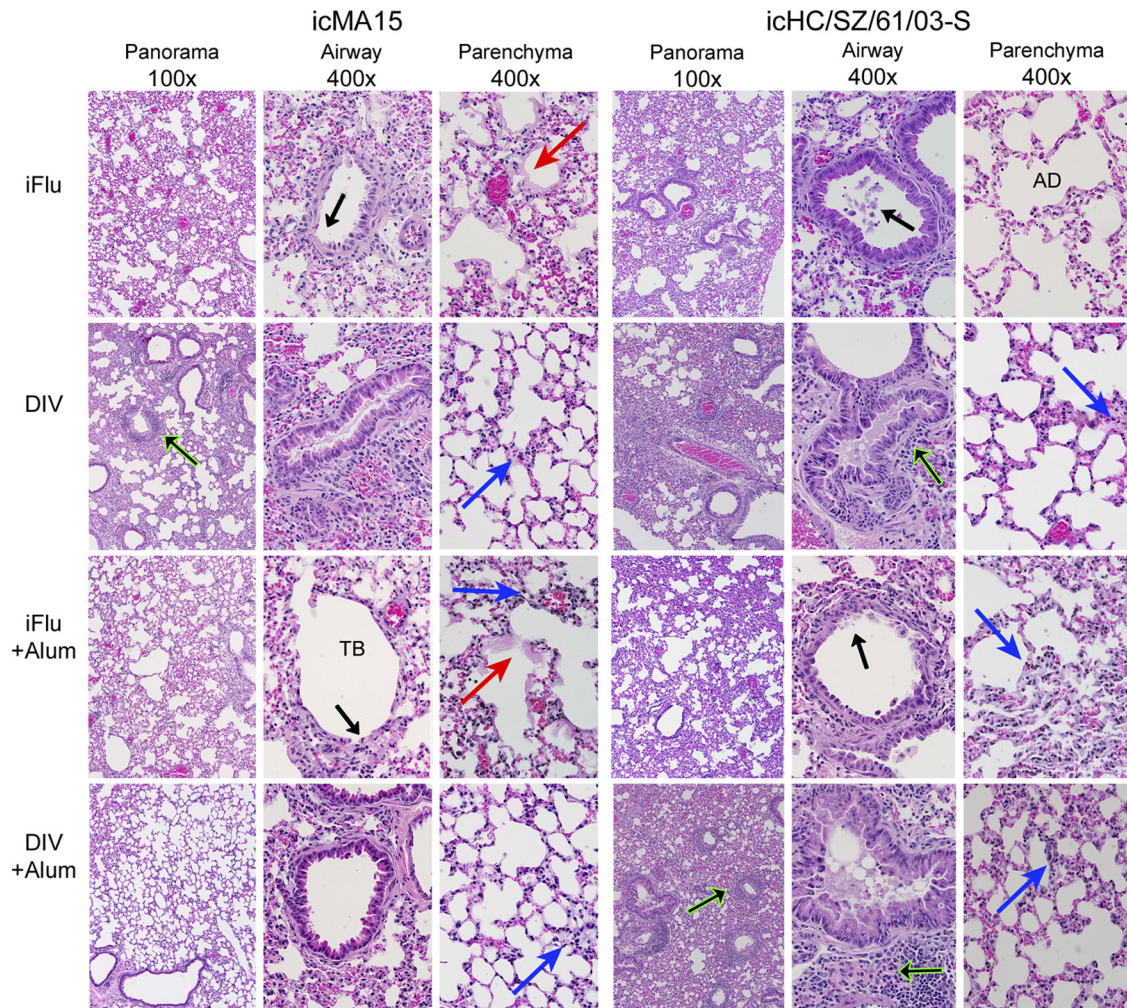 icMA15 icHC/SZ/61/03-S
Panorama Airway Parenchyma Panorama Airway Parenchyma
100x 400x 400x 100x 400x 400x
iFlu
AD
DIV
iFlu
+Alum
TB
DIV
+Alum